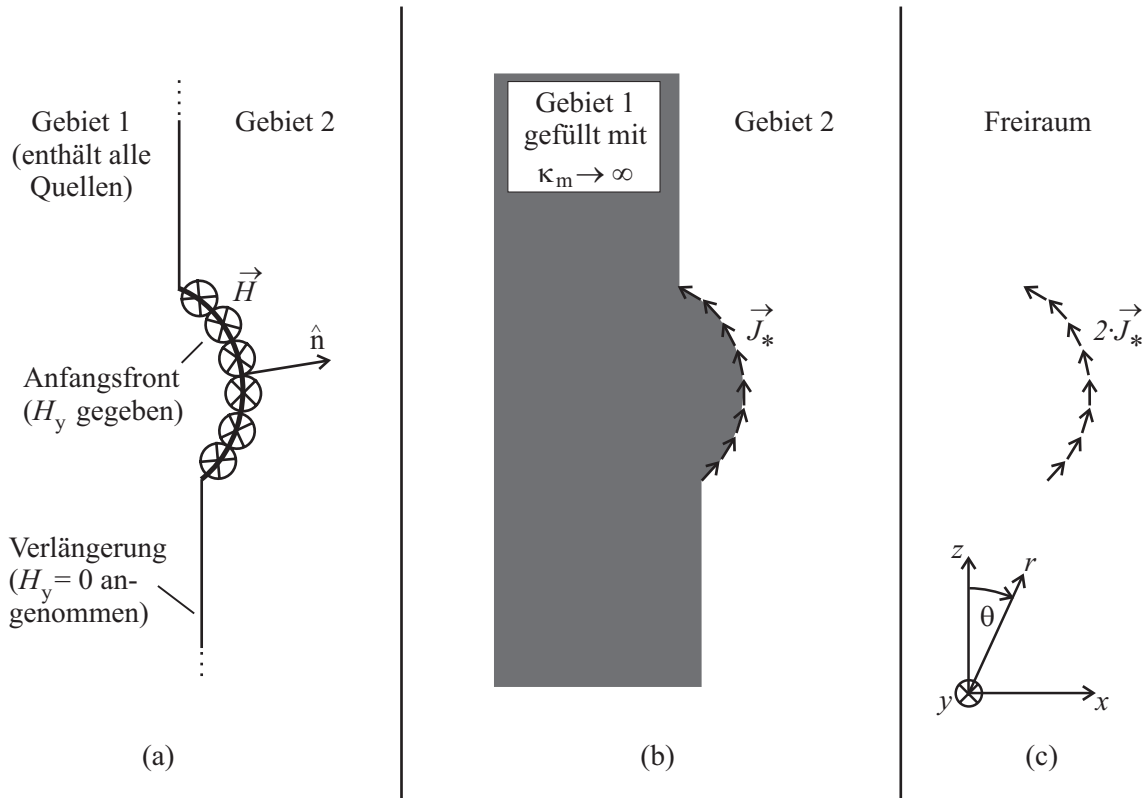 Gebiet 1
(enthält alle
Quellen)
Gebiet 2
H
n̂
Anfangsfront
(H_y gegeben)
Verlängerung
(H_y = 0 an-
genommen)
(a)
Gebiet 1
gefüllt mit
κ_m → ∞
Gebiet 2
J_*
(b)
Freiraum
2·J_*
z
r
θ
y
x
(c)